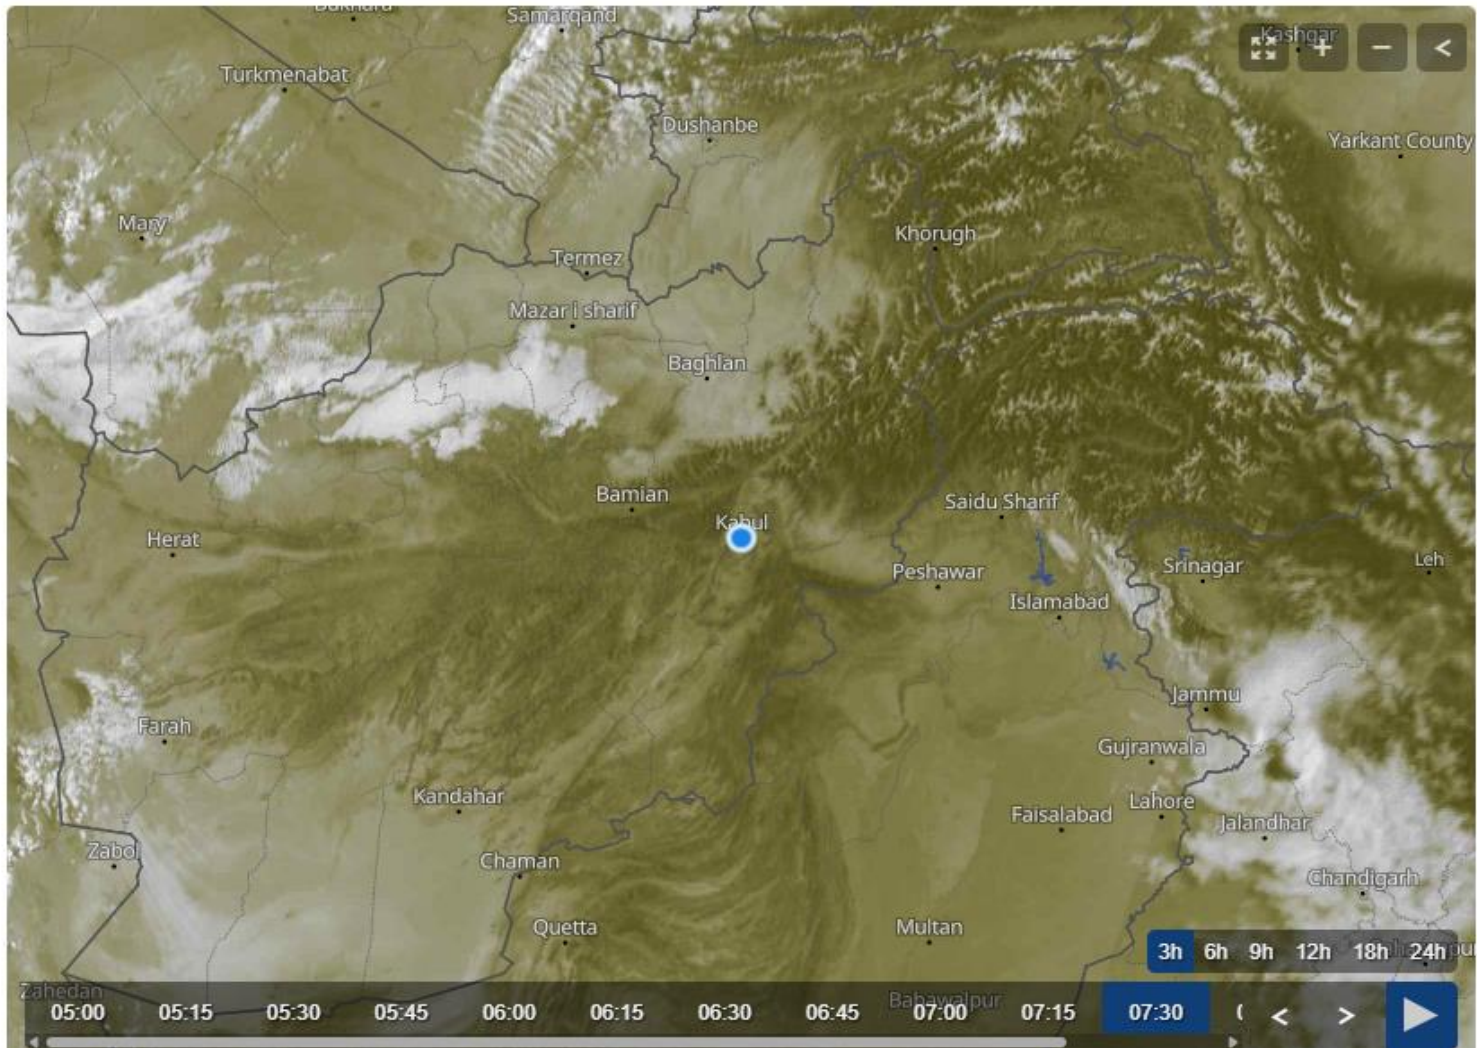 Samarqand
Kashgar
+ − <
Turkmenabat
Dushanbe
Yarkant County
Mary
Khorugh
Termez
Mazar i sharif
Baghlan
Bamian
Saidu Sharif
Kabul
Herat
Peshawar
Srinagar
Leh
Islamabad
Jammu
Farah
Gujranwala
Kandahar
Lahore
Faisalabad
Jalandhar
Zabol
Chaman
Chandigarh
Quetta
Multan
3h 6h 9h 12h 18h 24h
Zahedan
Bahawalpur
05:00 05:15 05:30 05:45 06:00 06:15 06:30 06:45 07:00 07:15 07:30 < >